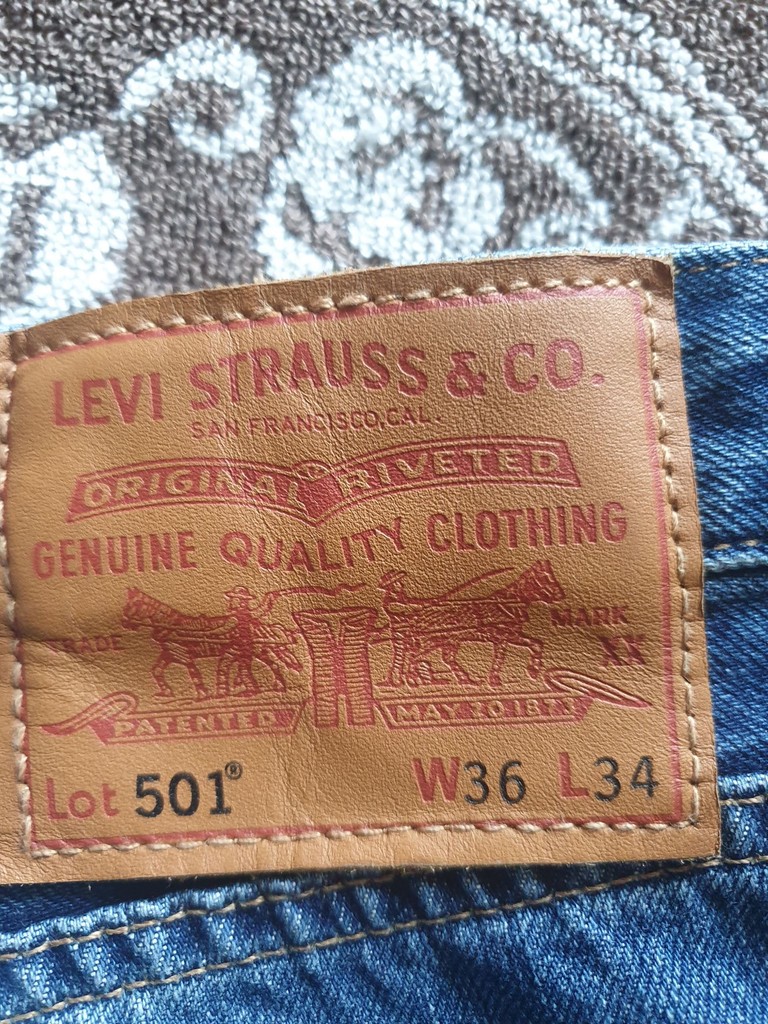 LEVI STRAUSS & CO.
SAN FRANCISCO, CAL.
ORIGINAL RIVETED
GENUINE QUALITY CLOTHING
TRADE MARK
XX
PATENTED MAY 20 1873
Lot 501® W36 L34